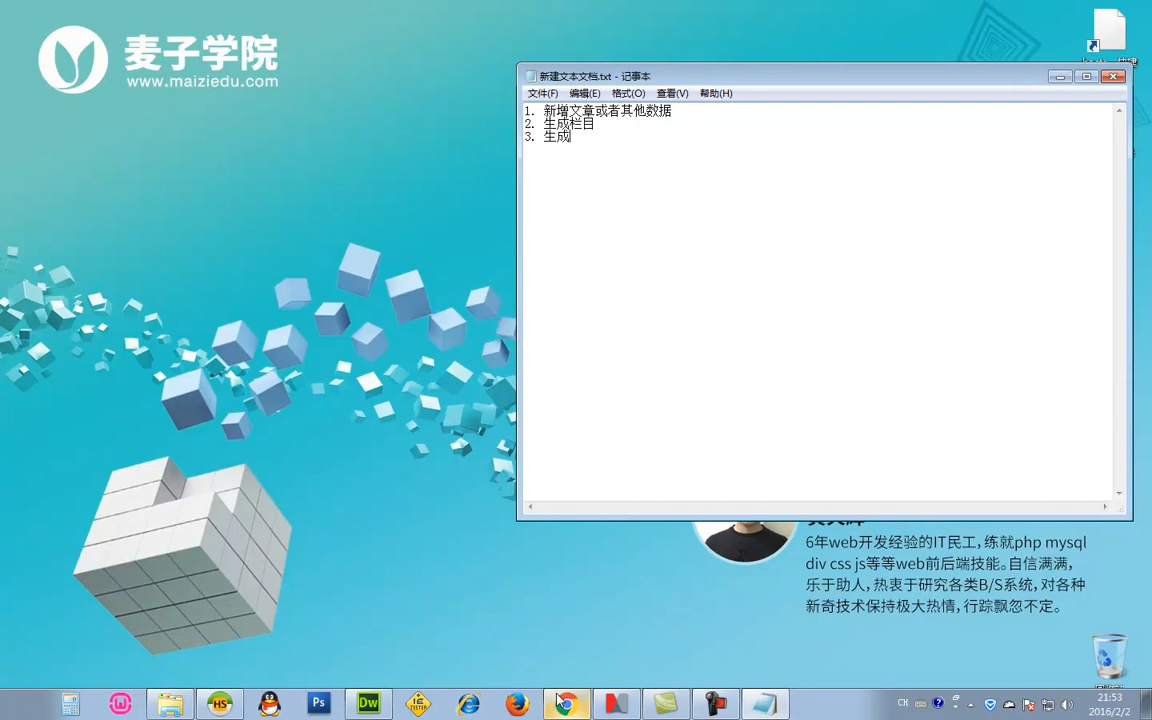 麦子学院
www.maiziedu.com
新建文本文档.txt - 记事本
文件(F) 编辑(E) 格式(O) 查看(V) 帮助(H)
1. 新增文章或者其他数据
2. 生成栏目
3. 生成
6年web开发经验的IT民工，练就php mysql
div css js等等web前后端技能。自信满满，
乐于助人，热衷于研究各类B/S系统，对各种
新奇技术保持极大热情，行踪飘忽不定。
HS
Ps
Dw
IE
TESTER
CH
21:53
2016/2/2